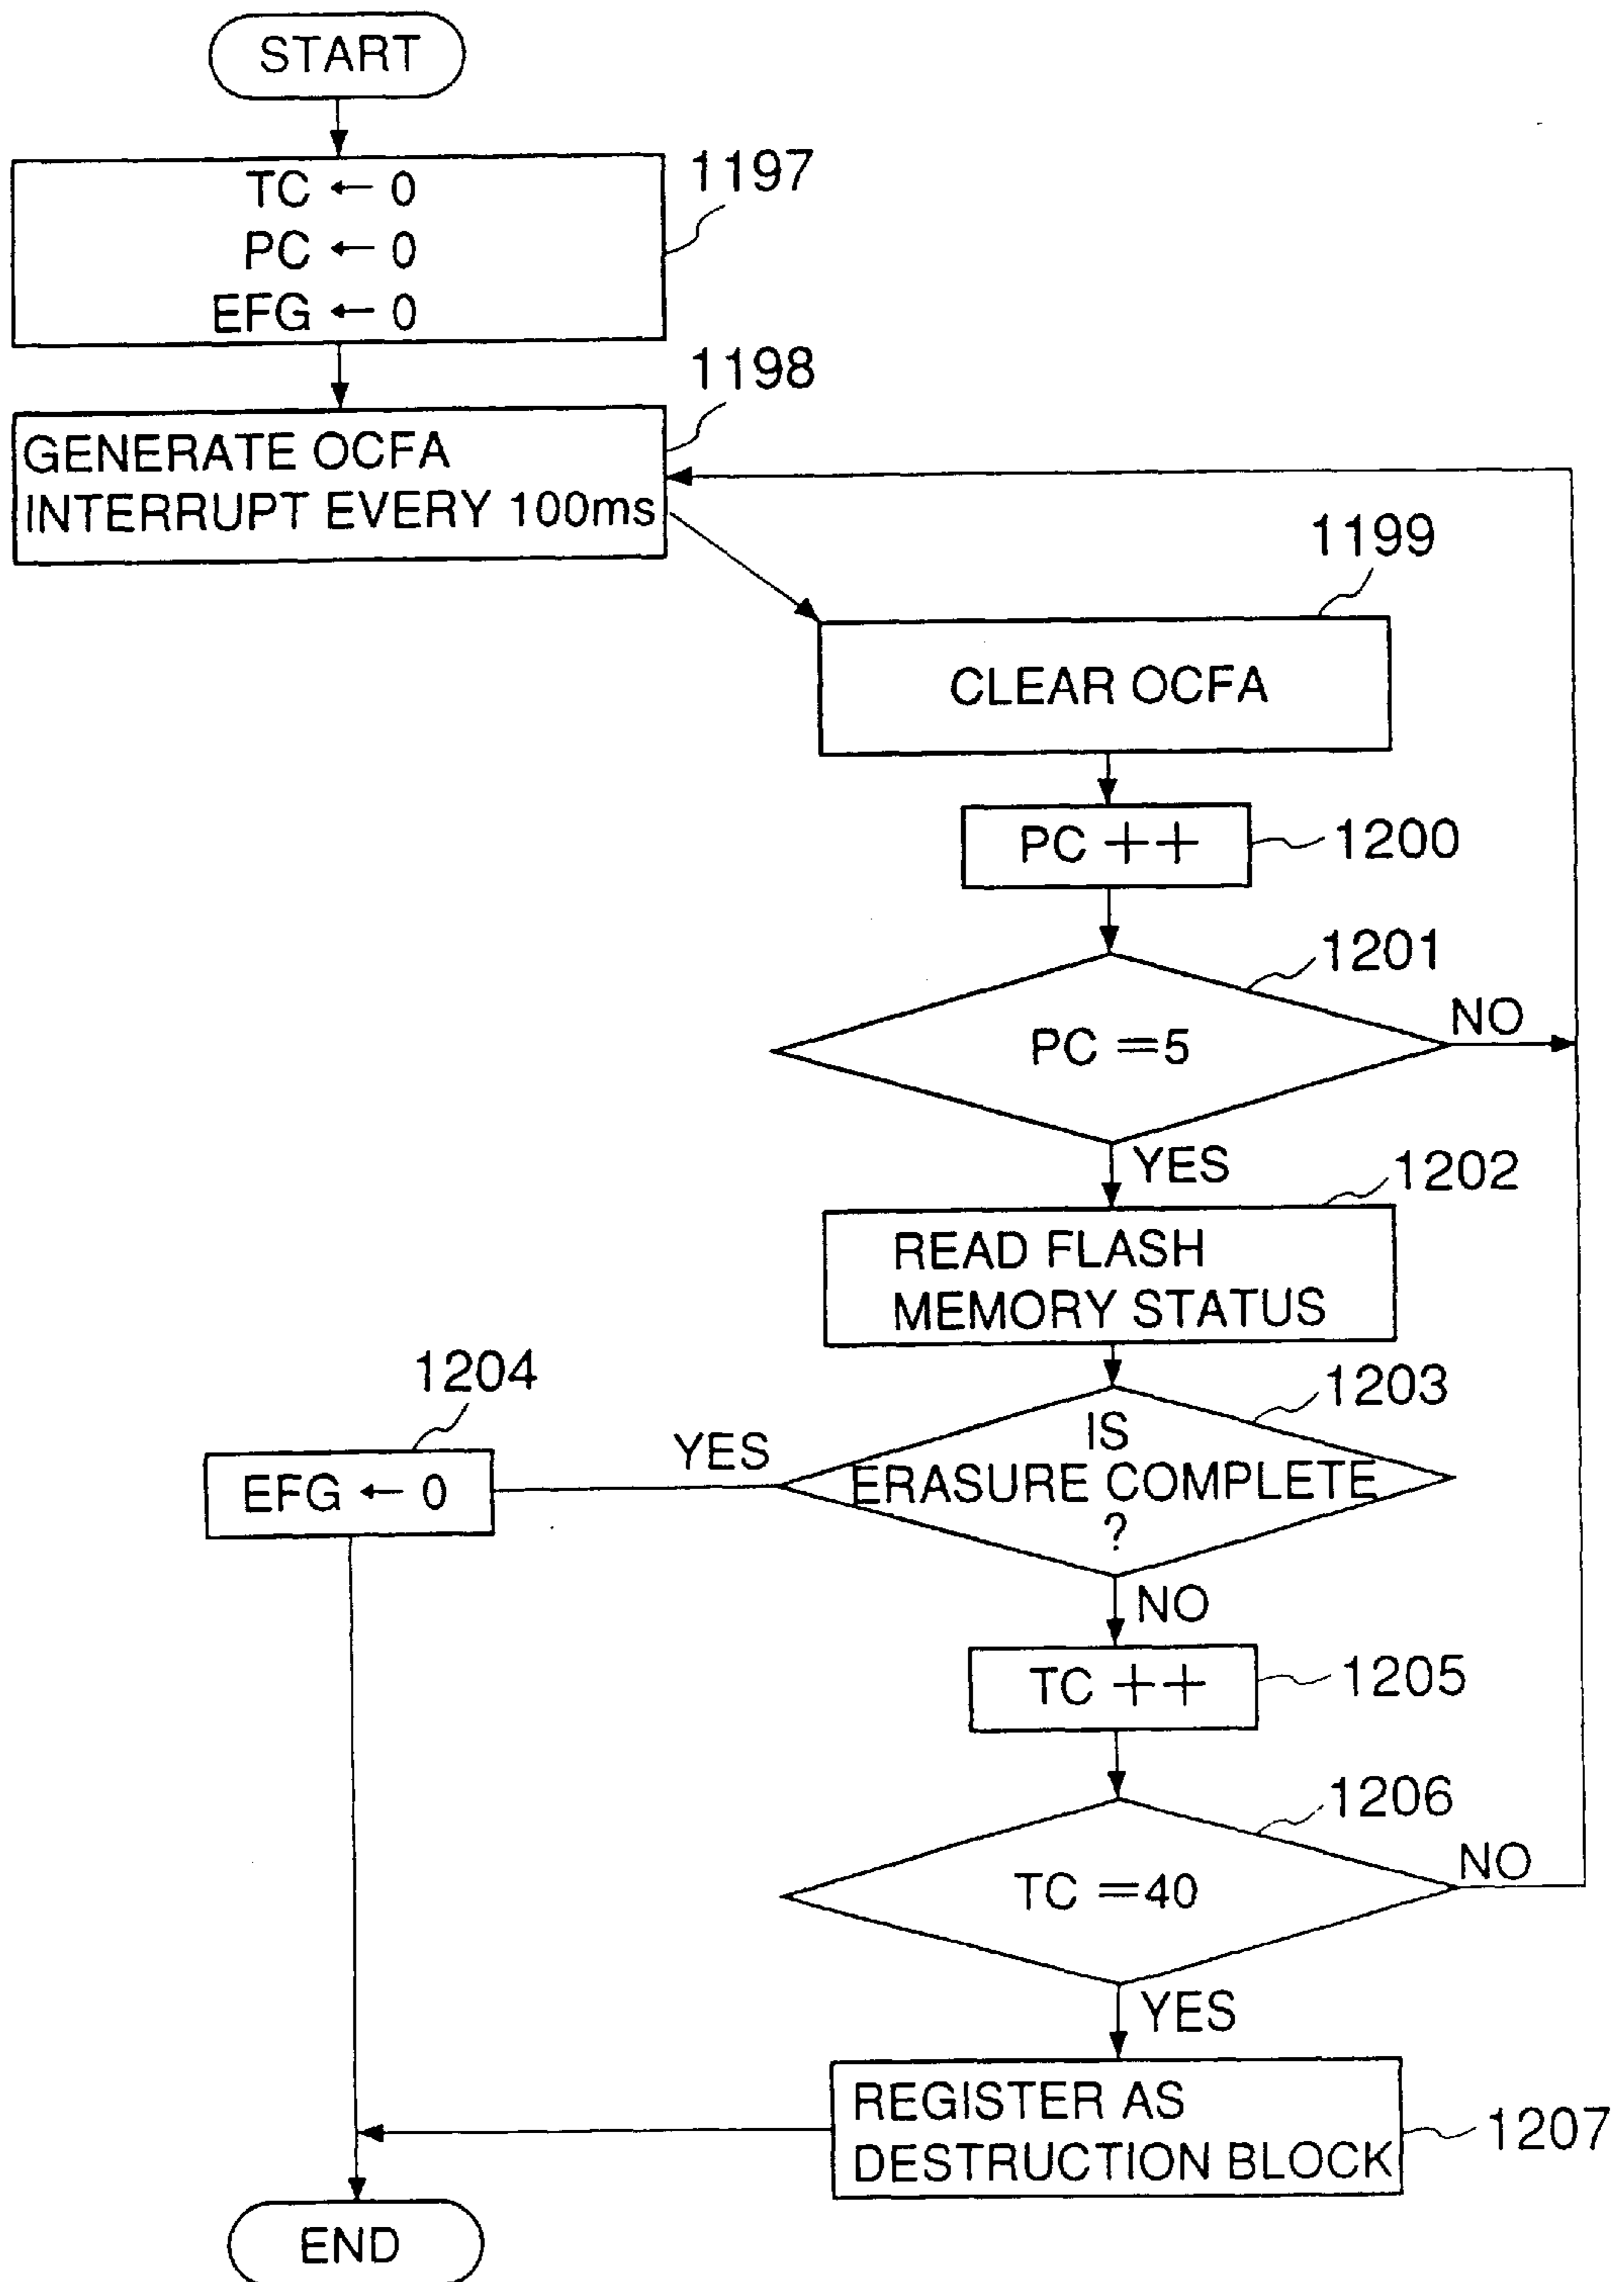 START
TC ← 0
PC ← 0
EFG ← 0
1197
1198
GENERATE OCFA
INTERRUPT EVERY 100ms
1199
CLEAR OCFA
PC ++
1200
1201
PC =5
NO
YES
1202
READ FLASH
MEMORY STATUS
1203
IS
ERASURE COMPLETE
?
YES
1204
EFG ← 0
NO
TC ++
1205
1206
TC =40
NO
YES
REGISTER AS
DESTRUCTION BLOCK
1207
END